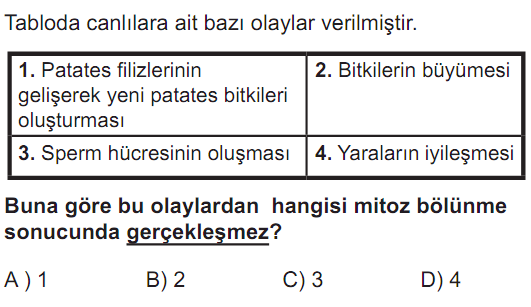 Tabloda canlılara ait bazı olaylar verilmiştir.
1. Patates filizlerinin
gelişerek yeni patates bitkileri
oluşturması
2. Bitkilerin büyümesi
3. Sperm hücresinin oluşması
4. Yaraların iyileşmesi
Buna göre bu olaylardan hangisi mitoz bölünme
sonucunda gerçekleşmez?
A ) 1 B) 2 C) 3 D) 4